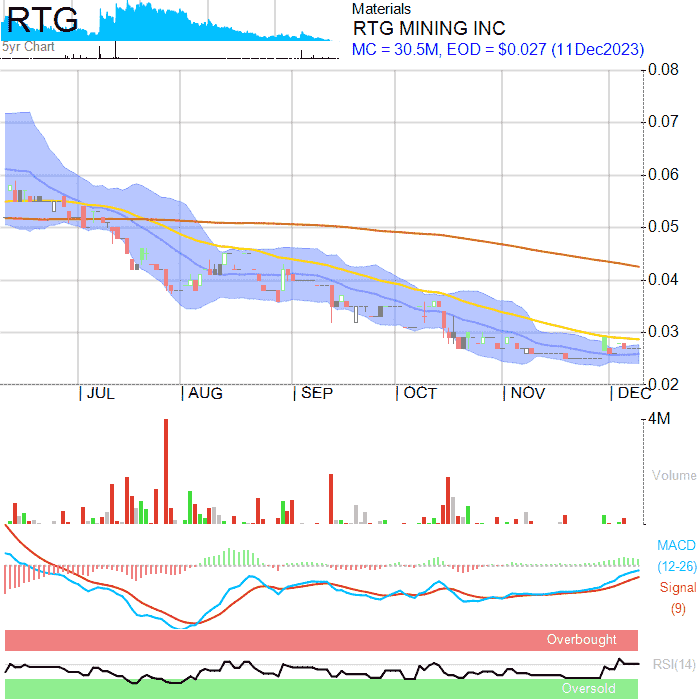 RTG
5yr Chart
Materials
RTG MINING INC
MC = 30.5M, EOD = $0.027 (11Dec2023)
0.08
0.07
0.06
0.05
0.04
0.03
0.02
JUL AUG SEP OCT NOV DEC
4M
Volume
MACD
(12-26)
Signal
(9)
Overbought
RSI(14)
Oversold